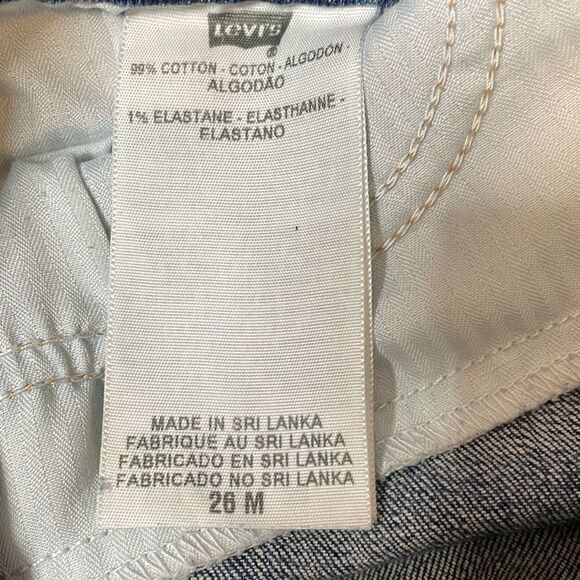 Levi's
®
99% COTTON - COTON - ALGODON -
ALGODÃO
1% ELASTANE - ELASTHANNE -
ELASTANO
MADE IN SRI LANKA
FABRIQUE AU SRI LANKA
FABRICADO EN SRI LANKA
FABRICADO NO SRI LANKA
26 M